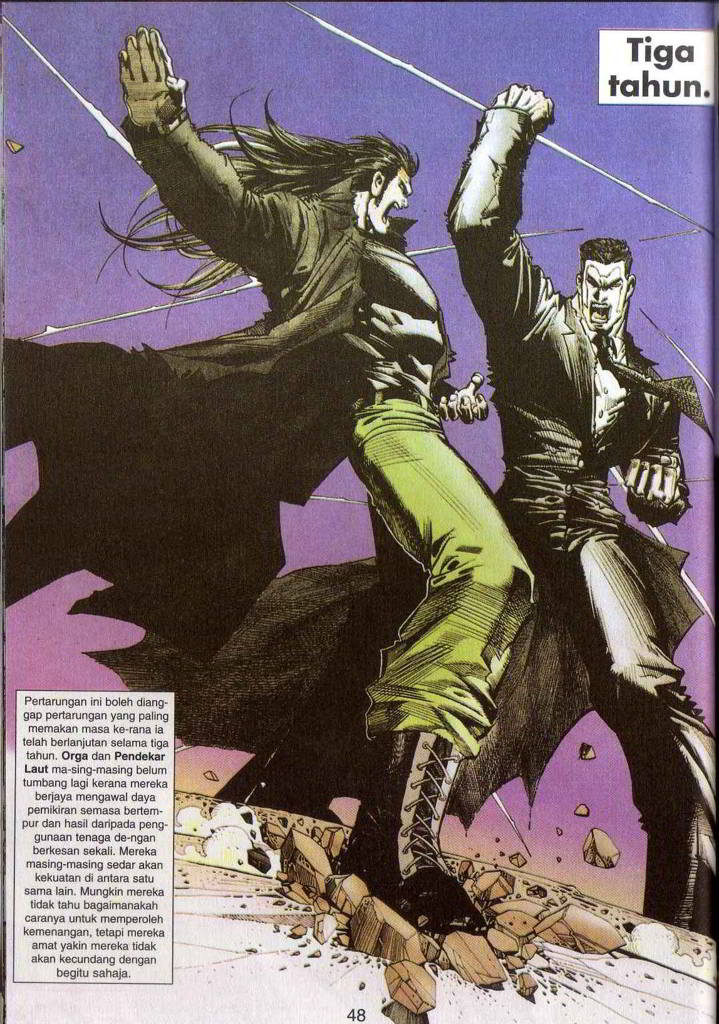 Tiga
tahun.
Pertarungan ini boleh diang-
gap pertarungan yang paling
memakan masa ke-rana ia
telah berlanjutan selama tiga
tahun. Orga dan Pendekar
Laut ma-sing-masing belum
tumbang lagi kerana mereka
berjaya mengawal daya
pemikiran semasa bertem-
pur dan hasil daripada peng-
gunaan tenaga de-ngan
berkesan sekali. Mereka
masing-masing sedar akan
kekuatan di antara satu
sama lain. Mungkin mereka
tidak tahu bagaimanakah
caranya untuk memperoleh
kemenangan, tetapi mereka
amat yakin mereka tidak
akan kecundang dengan
begitu sahaja.
48